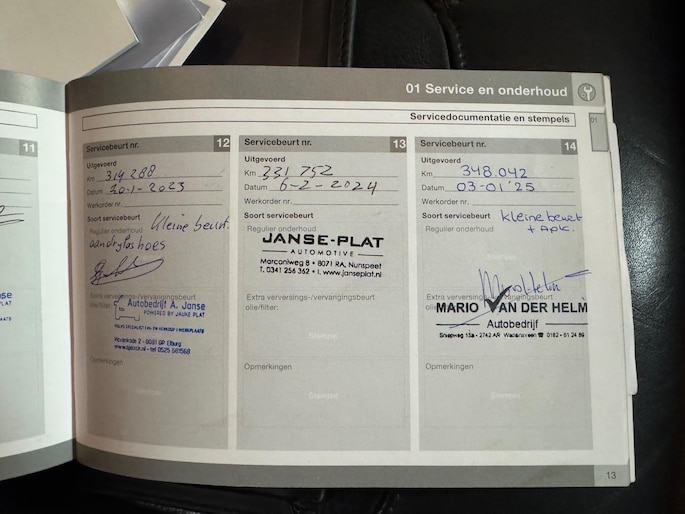 01 Service en onderhoud
Servicedocumentatie en stempels
01
11
Servicebeurt nr. 12
Uitgevoerd
Km 314 288
Datum 20-1-2023
Werkorder nr.
Soort servicebeurt
Regulier onderhoud kleine beurt
aandrijfashoes
Extra verversings-/vervangingsbeurt
olie/filter:
Autobedrijf A. Janse
POWERED BY JAUKE PLAT
Opmerkingen
Servicebeurt nr. 13
Uitgevoerd
Km 331 752
Datum 6-2-2024
Werkorder nr.
Soort servicebeurt
Regulier onderhoud
JANSE-PLAT
AUTOMOTIVE
Marconiweg 8 • 8071 RA, Nunspeet
T. 0341 256 362 • I. www.janseplat.nl
Extra verversings-/vervangingsbeurt
olie/filter:
Stempel
Opmerkingen
Stempel
Servicebeurt nr. 14
Uitgevoerd
Km 348.042
Datum 03-01'25
Werkorder nr.
Soort servicebeurt kleine beurt
Regulier onderhoud + Apk.
Extra verversings-/vervangingsbeurt
olie/filter:
MARIO VAN DER HELM
Autobedrijf
Opmerkingen
Stempel
13